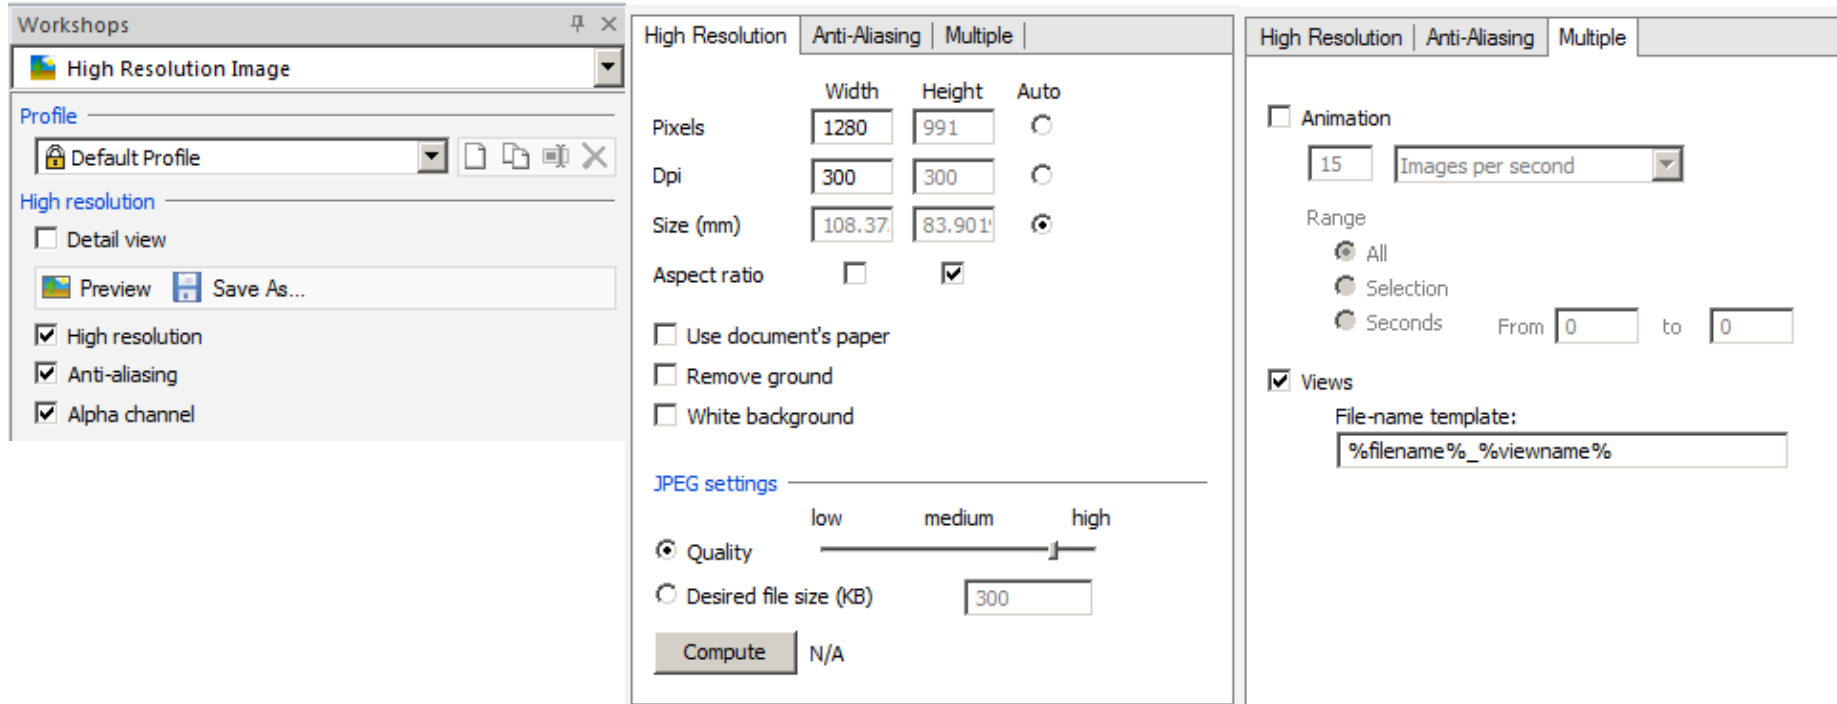 Workshops
High Resolution Image
Profile
Default Profile
High resolution
Detail view
Preview Save As...
High resolution
Anti-aliasing
Alpha channel
High Resolution Anti-Aliasing Multiple
Width Height Auto
Pixels 1280 991
Dpi 300 300
Size (mm) 108.37 83.901
Aspect ratio
Use document's paper
Remove ground
White background
JPEG settings
low medium high
Quality
Desired file size (KB) 300
Compute N/A
High Resolution Anti-Aliasing Multiple
Animation
15 Images per second
Range
All
Selection
Seconds From 0 to 0
Views
File-name template:
%filename%_%viewname%